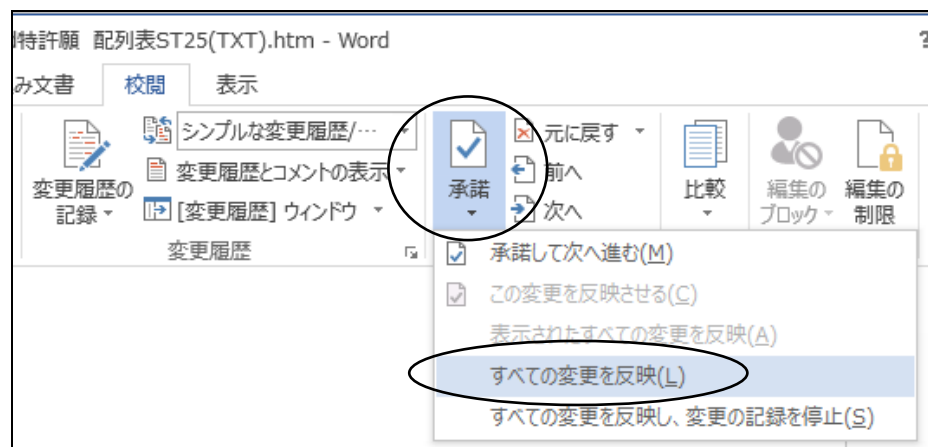 特許願 配列表ST25(TXT).htm - Word
み文書 校閲 表示
シンプルな変更履歴/…
変更履歴とコメントの表示
[変更履歴] ウィンドウ
変更履歴の
記録
変更履歴
承諾
元に戻す
前へ
次へ
比較
編集の
ブロック
編集の
制限
承諾して次へ進む(M)
この変更を反映させる(C)
表示されたすべての変更を反映(A)
すべての変更を反映(L)
すべての変更を反映し、変更の記録を停止(S)